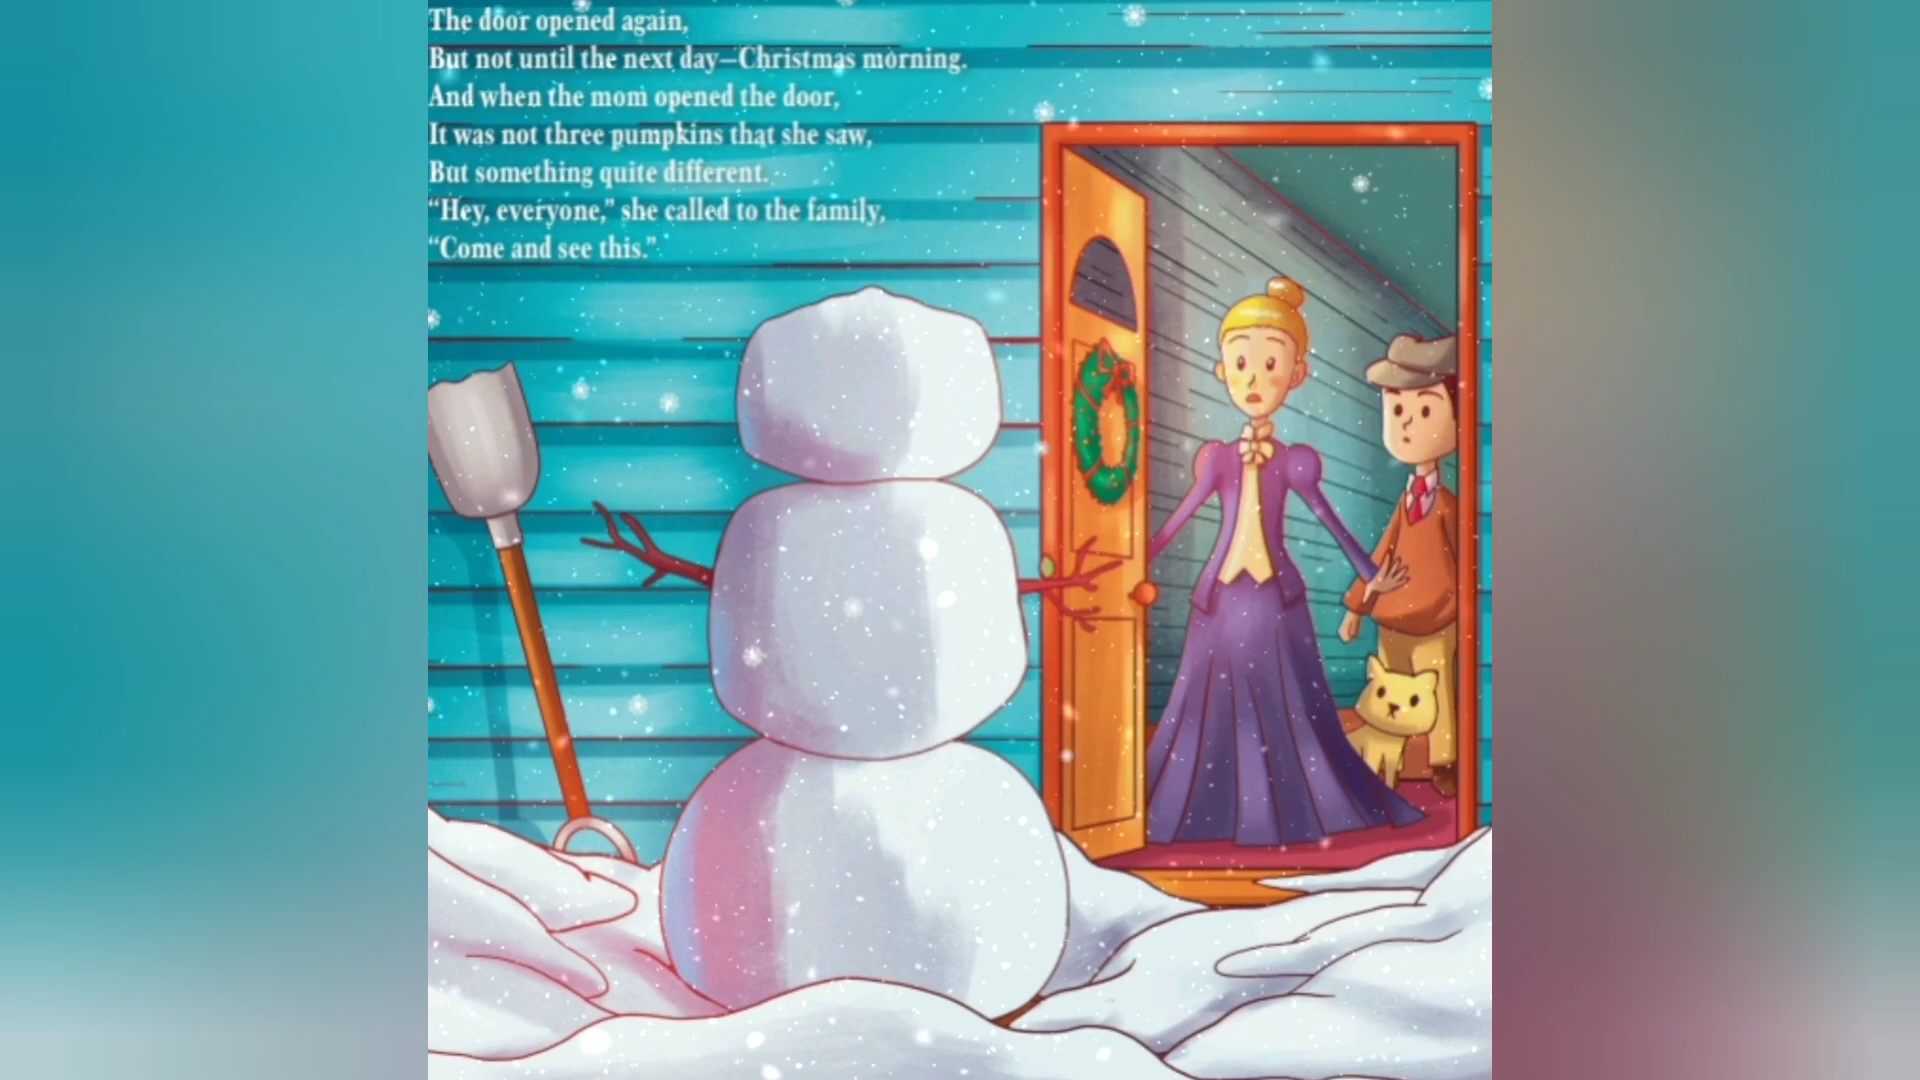 The door opened again,
But not until the next day—Christmas morning.
And when the mom opened the door,
It was not three pumpkins that she saw,
But something quite different.
“Hey, everyone,” she called to the family,
“Come and see this.”